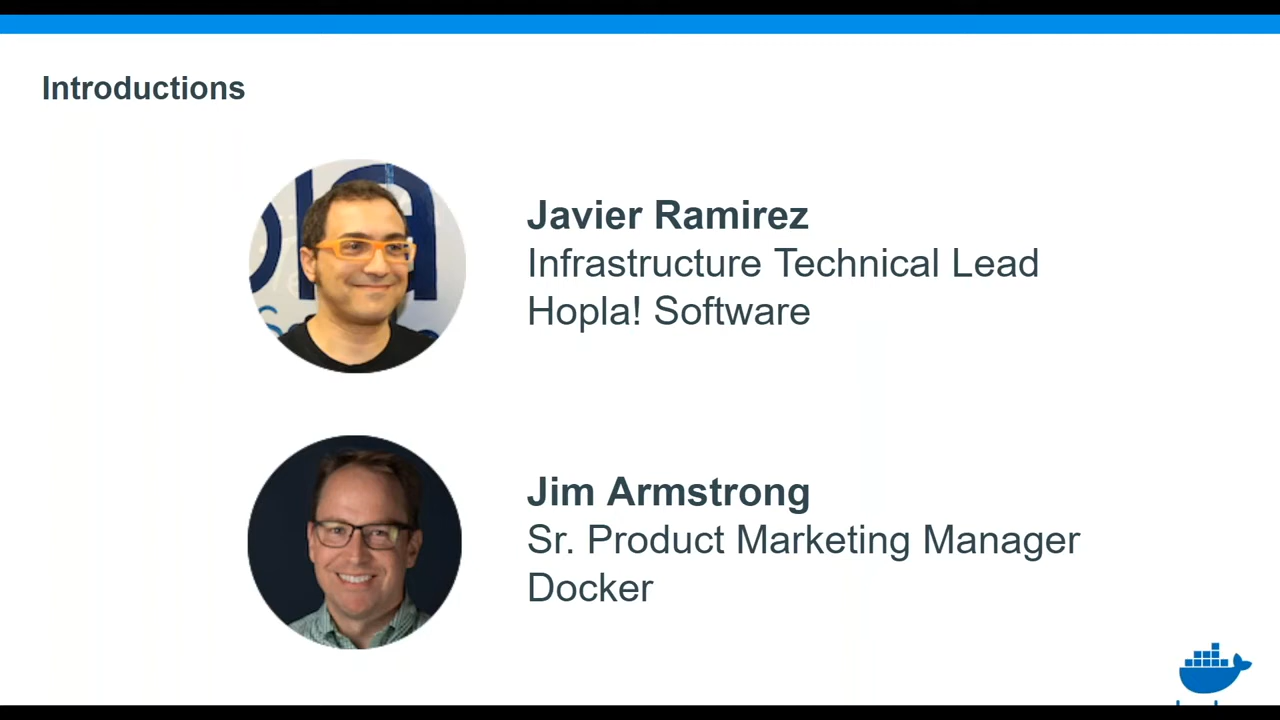 Introductions
Javier Ramirez
Infrastructure Technical Lead
Hopla! Software
Jim Armstrong
Sr. Product Marketing Manager
Docker